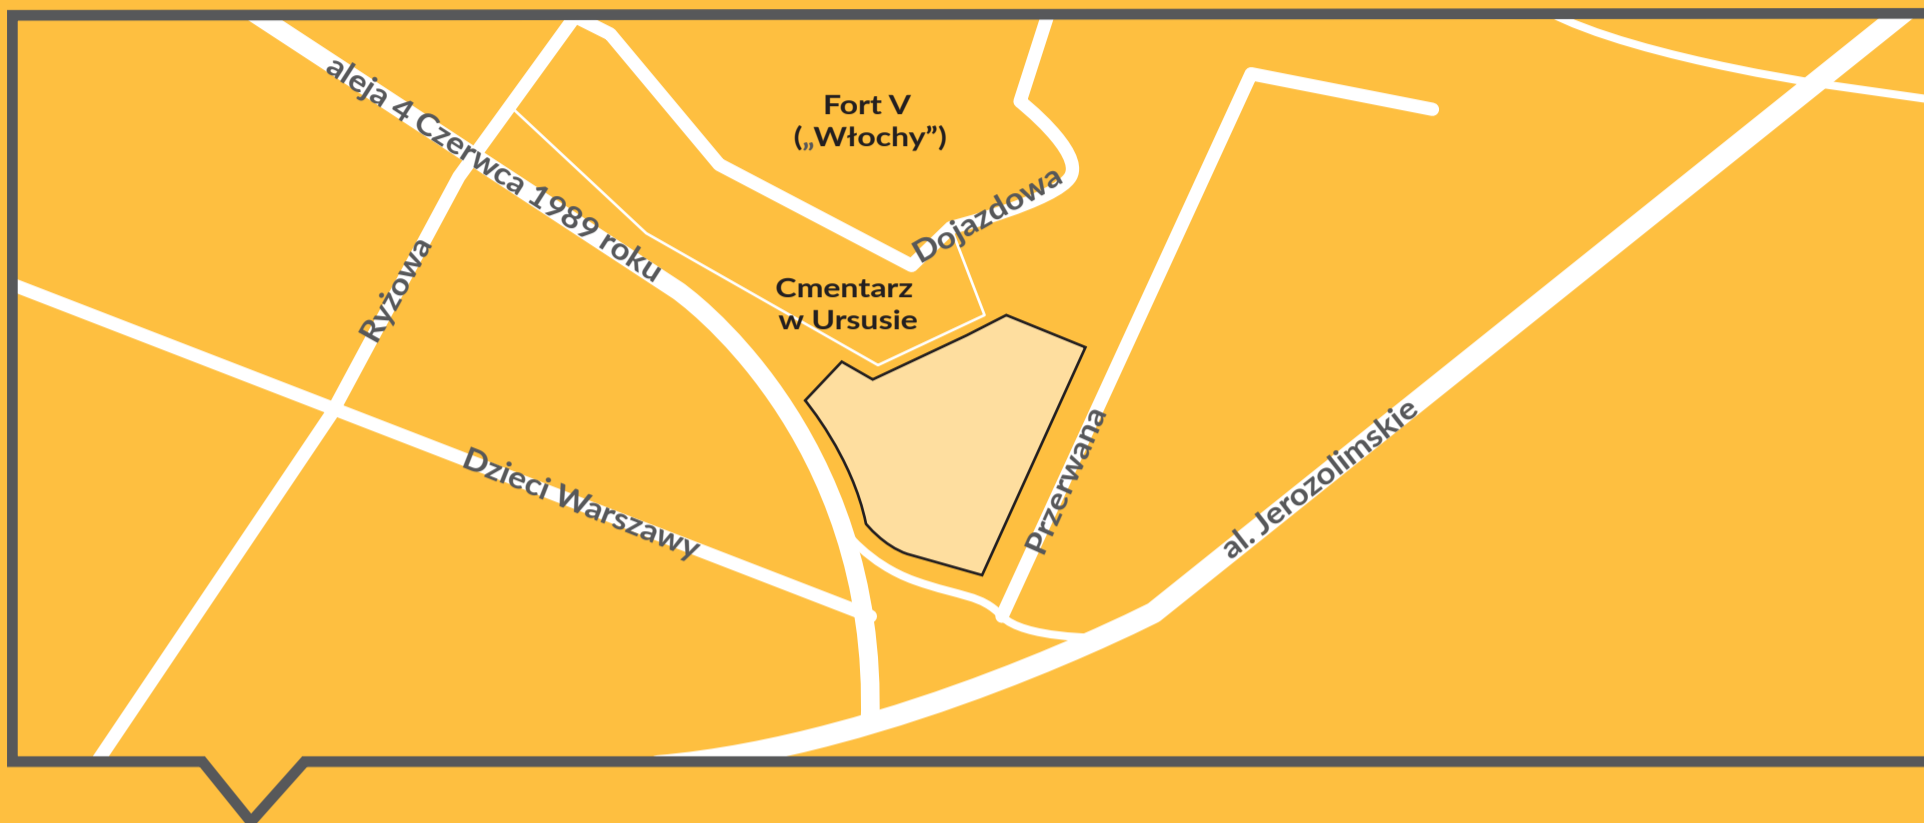 aleja 4 Czerwca 1989 roku
Fort V
(„Włochy”)
Dojazdowa
Ryżowa
Cmentarz
w Ursusie
Dzieci Warszawy
Przerwana
al. Jerozolimskie